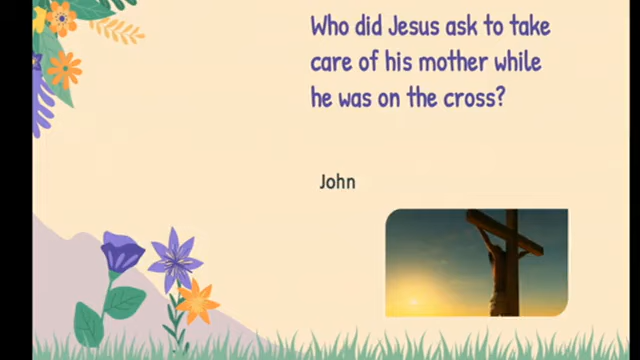 Who did Jesus ask to take
care of his mother while
he was on the cross?
John